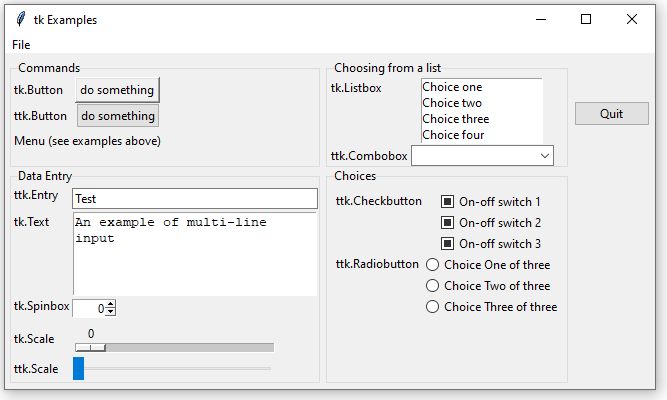 tk Examples
File
Commands
tk.Button do something
ttk.Button do something
Menu (see examples above)
Choosing from a list
tk.Listbox Choice one
Choice two
Choice three
Choice four
ttk.Combobox
Quit
Data Entry
ttk.Entry Test
tk.Text An example of multi-line
input
tk.Spinbox 0
0
tk.Scale
ttk.Scale
Choices
ttk.Checkbutton On-off switch 1
On-off switch 2
On-off switch 3
ttk.Radiobutton Choice One of three
Choice Two of three
Choice Three of three